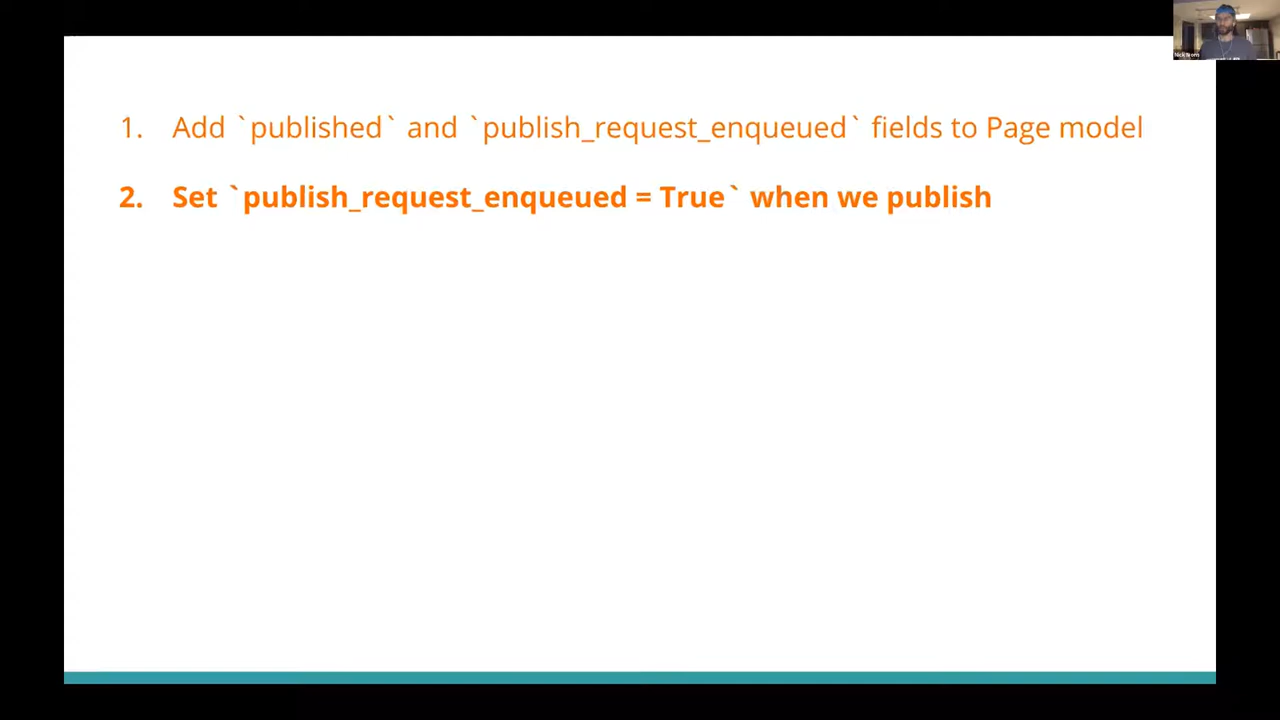 1. Add `published` and `publish_request_enqueued` fields to Page model
2. Set `publish_request_enqueued = True` when we publish